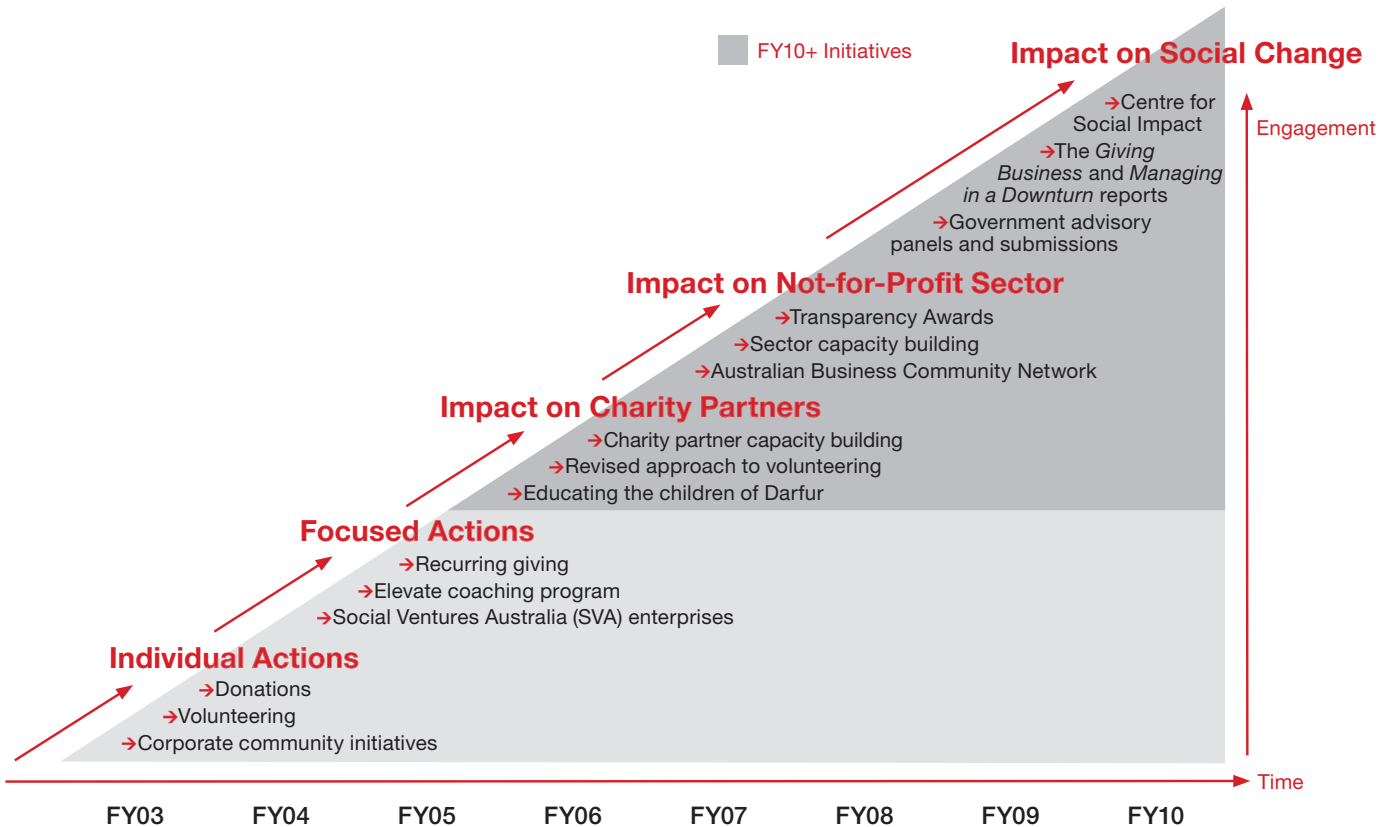 FY10+ Initiatives
Impact on Social Change
→Centre for
Social Impact
→The Giving
Business and Managing
in a Downturn reports
→Government advisory
panels and submissions
Engagement
Impact on Not-for-Profit Sector
→Transparency Awards
→Sector capacity building
→Australian Business Community Network
Impact on Charity Partners
→Charity partner capacity building
→Revised approach to volunteering
→Educating the children of Darfur
Focused Actions
→Recurring giving
→Elevate coaching program
→Social Ventures Australia (SVA) enterprises
Individual Actions
→Donations
→Volunteering
→Corporate community initiatives
Time
FY03 FY04 FY05 FY06 FY07 FY08 FY09 FY10